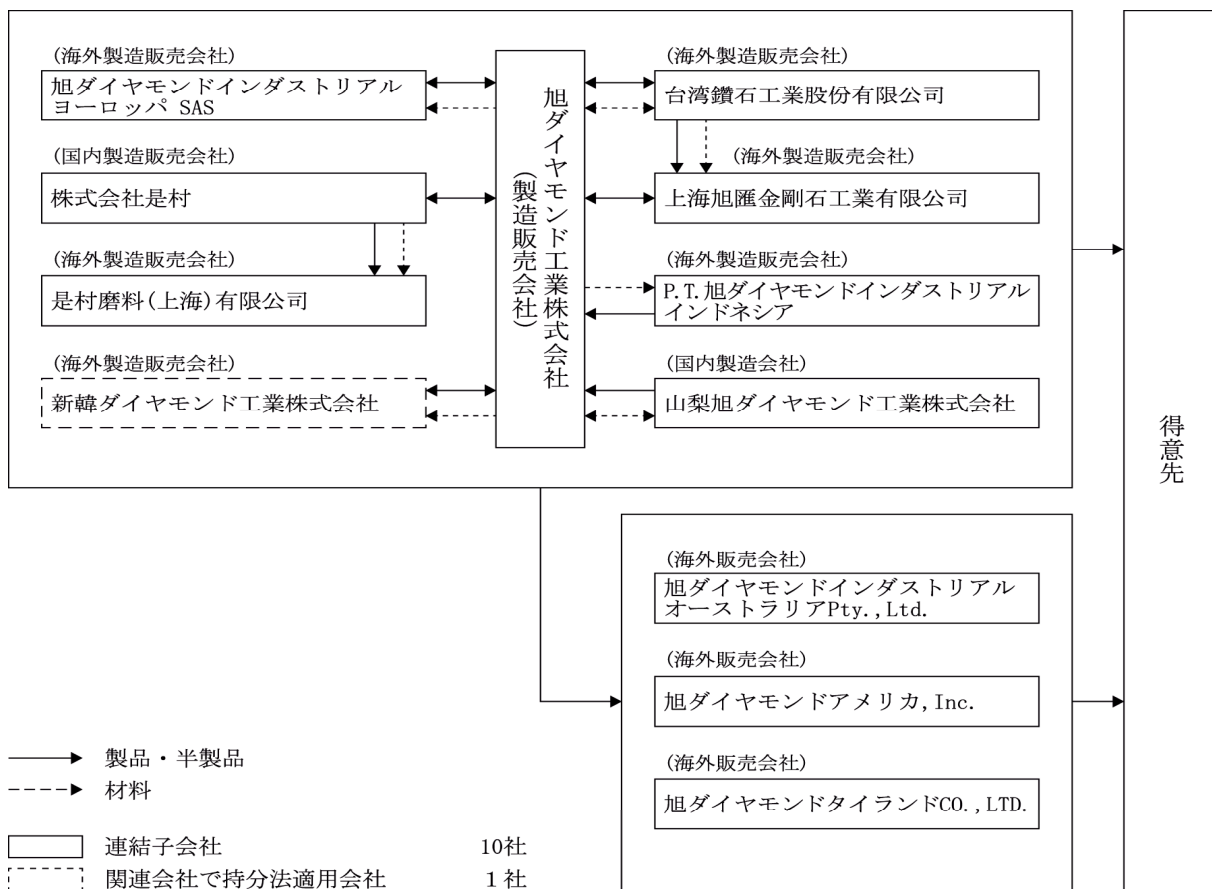 (海外製造販売会社)
旭ダイヤモンドインダストリアル
ヨーロッパ SAS
(国内製造販売会社)
株式会社是村
(海外製造販売会社)
是村磨料(上海)有限公司
(海外製造販売会社)
新韓ダイヤモンド工業株式会社
旭ダイヤモンド工業株式会社
(製造販売会社)
(海外製造販売会社)
台湾鑽石工業股份有限公司
(海外製造販売会社)
上海旭匯金剛石工業有限公司
(海外製造販売会社)
P.T.旭ダイヤモンドインダストリアル
インドネシア
(国内製造会社)
山梨旭ダイヤモンド工業株式会社
得意先
(海外販売会社)
旭ダイヤモンドインダストリアル
オーストラリアPty.,Ltd.
(海外販売会社)
旭ダイヤモンドアメリカ,Inc.
(海外販売会社)
旭ダイヤモンドタイランドCO.,LTD.
製品・半製品
材料
連結子会社 10社
関連会社で持分法適用会社 1社